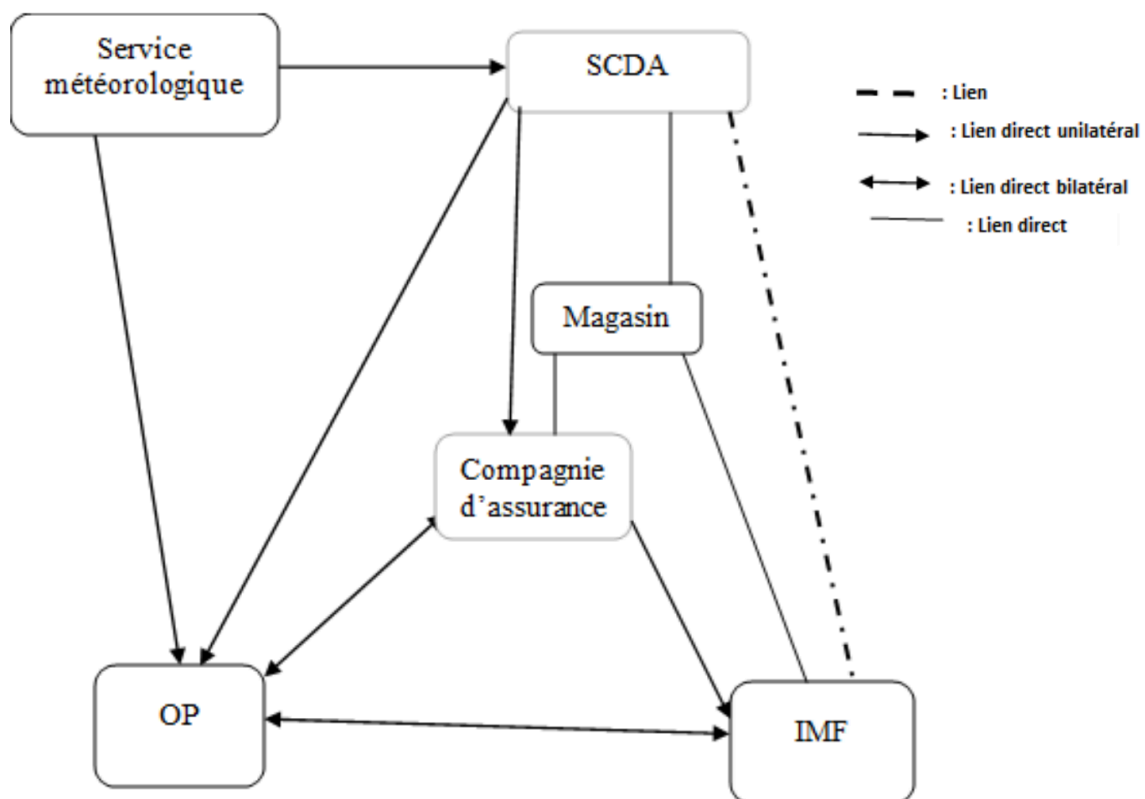 Service
météorologique
SCDA
: Lien
: Lien direct unilatéral
: Lien direct bilatéral
: Lien direct
Magasin
Compagnie
d'assurance
OP
IMF